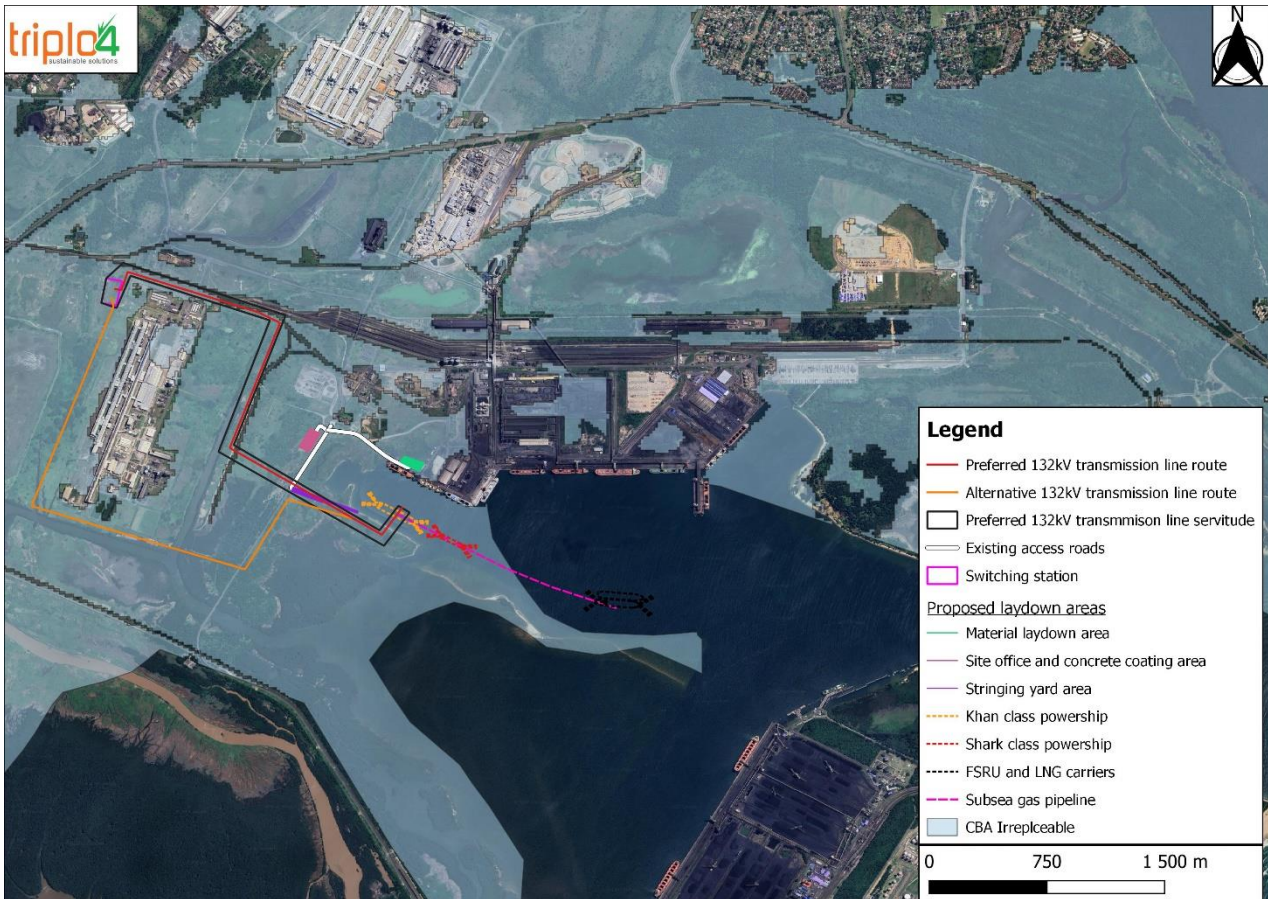 triplo4
sustainable solutions
N
Legend
Preferred 132kV transmission line route
Alternative 132kV transmission line route
Preferred 132kV transmmison line servitude
Existing access roads
Switching station
Proposed laydown areas
Material laydown area
Site office and concrete coating area
Stringing yard area
Khan class powership
Shark class powership
FSRU and LNG carriers
Subsea gas pipeline
CBA Irreplceable
0 750 1 500 m